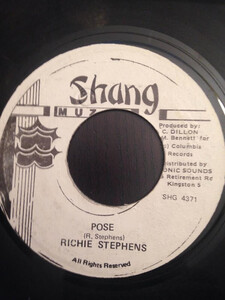 Shang
MUZIK
Produced by:
C. DILLON
M. Bennett for
Columbia
Records
Distributed by
SONIC SOUNDS
Retirement Rd
Kingston 5
SHG 4371
POSE
(R. Stephens)
RICHIE STEPHENS
All Rights Reserved